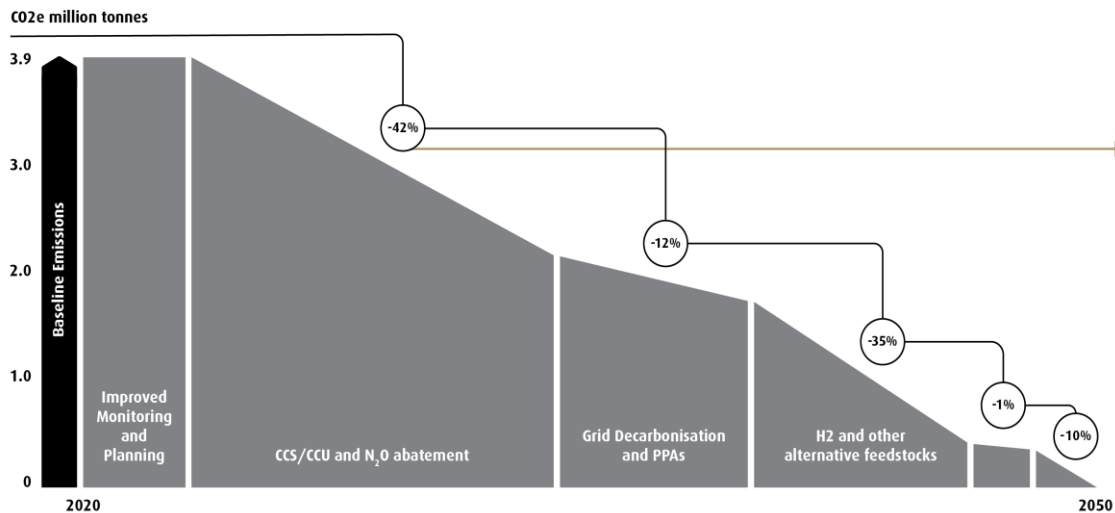 CO2e million tonnes
3.9
3.0
2.0
1.0
0
Baseline Emissions
Improved
Monitoring
and
Planning
CCS/CCU and N₂O abatement
Grid Decarbonisation
and PPAs
H2 and other
alternative feedstocks
-42%
-12%
-35%
-1%
-10%
2020
2050